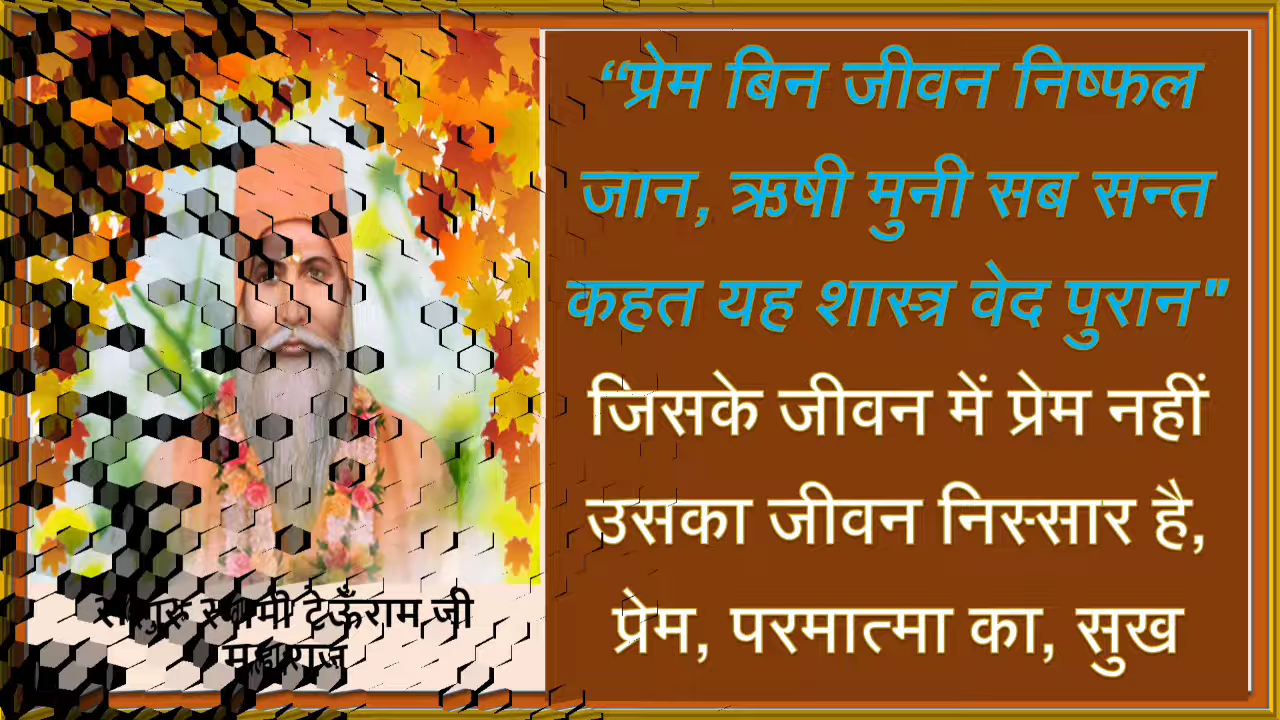 “प्रेम बिन जीवन निष्फल
जान, ऋषी मुनी सब सन्त
कहत यह शास्त्र वेद पुरान"
जिसके जीवन में प्रेम नहीं
उसका जीवन निस्सार है,
प्रेम, परमात्मा का, सुख
स्वामी टेऊँराम जी
महाराज